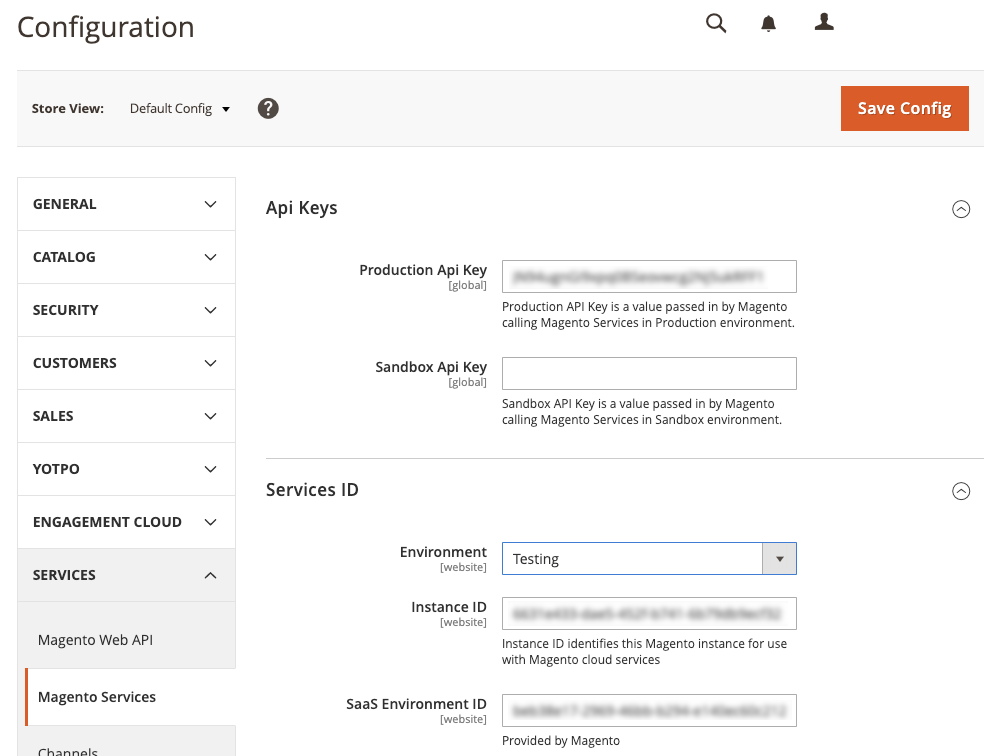 Configuration
Store View: Default Config ?
Save Config
GENERAL
CATALOG
SECURITY
CUSTOMERS
SALES
YOTPO
ENGAGEMENT CLOUD
SERVICES
Magento Web API
Magento Services
Channels
Api Keys
Production Api Key
[global]
Production API Key is a value passed in by Magento
calling Magento Services in Production environment.
Sandbox Api Key
[global]
Sandbox API Key is a value passed in by Magento
calling Magento Services in Sandbox environment.
Services ID
Environment
[website]
Testing
Instance ID
[website]
Instance ID identifies this Magento instance for use
with Magento cloud services
SaaS Environment ID
[website]
Provided by Magento